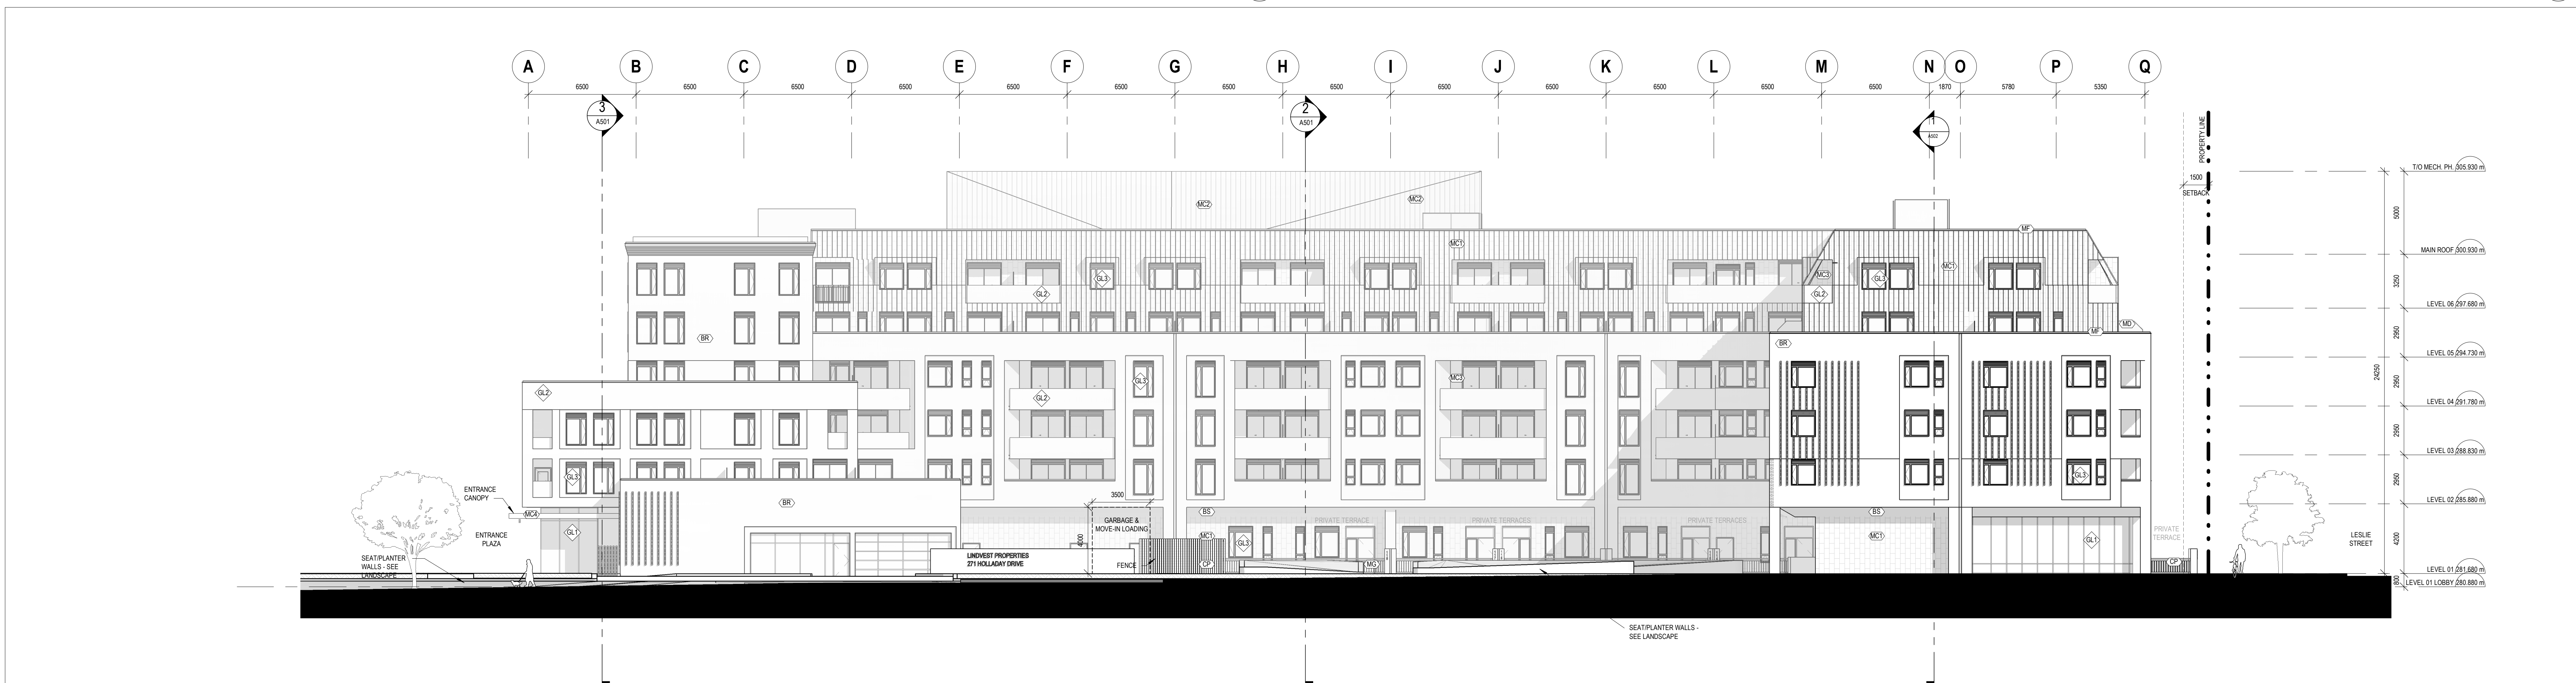 A B C D E F G H I J K L M N O P Q
6500 6500 6500 6500 6500 6500 6500 6500 6500 6500 6500 6500 6500 1870 5780 5350
3
A501
2
A501
1
A502
PROPERTY LINE
1500
SETBACK
T/O MECH. PH. 305.930 m
MAIN ROOF 300.930 m
LEVEL 06 297.680 m
LEVEL 05 294.730 m
LEVEL 04 291.780 m
LEVEL 03 288.830 m
LEVEL 02 285.880 m
LEVEL 01 281.680 m
LEVEL 01 LOBBY 280.880 m
24250
5000
3250
2950
2950
2950
2950
4200
800
MC2
MC2
MF
MC1
MC1
MC3
GL3
GL3
GL2
GL2
MD
MF
BR
BR
GL3
MC3
GL2
GL2
GL3
GL3
ENTRANCE
CANOPY
MC4
BR
3500
GARBAGE &
MOVE-IN LOADING
4000
BS
PRIVATE TERRACE
PRIVATE TERRACES
PRIVATE TERRACES
BS
ENTRANCE
PLAZA
GL1
MC1
GL3
MC1
GL1
PRIVATE
TERRACE
LESLIE
STREET
SEAT/PLANTER
WALLS - SEE
LANDSCAPE
LINDVEST PROPERTIES
271 HOLLADAY DRIVE
FENCE
CP
MG
CP
SEAT/PLANTER WALLS -
SEE LANDSCAPE